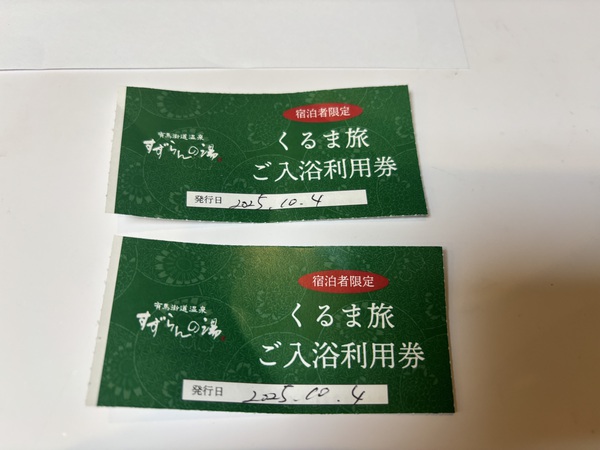 宿泊者限定
有馬街道温泉
すずらんの湯
くるま旅
ご入浴利用券
発行日 2025.10.4
宿泊者限定
有馬街道温泉
すずらんの湯
くるま旅
ご入浴利用券
発行日 2025.10.4